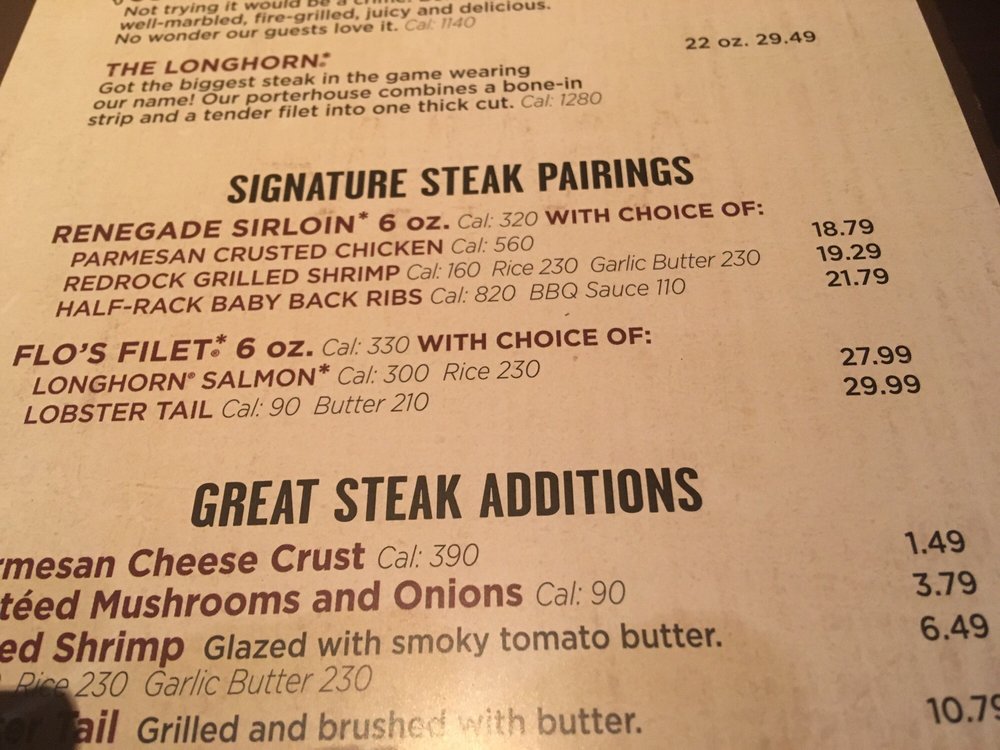 Not trying it would be a crime.
well-marbled, fire-grilled, juicy and delicious.
No wonder our guests love it. Cal: 1140
THE LONGHORN®* 22 oz. 29.49
Got the biggest steak in the game wearing
our name! Our porterhouse combines a bone-in
strip and a tender filet into one thick cut. Cal: 1280
SIGNATURE STEAK PAIRINGS
RENEGADE SIRLOIN* 6 oz. Cal: 320 WITH CHOICE OF:
PARMESAN CRUSTED CHICKEN Cal: 560 18.79
REDROCK GRILLED SHRIMP Cal: 160 Rice 230 Garlic Butter 230 19.29
HALF-RACK BABY BACK RIBS Cal: 820 BBQ Sauce 110 21.79
FLO'S FILET®* 6 oz. Cal: 330 WITH CHOICE OF:
LONGHORN® SALMON* Cal: 300 Rice 230 27.99
LOBSTER TAIL Cal: 90 Butter 210 29.99
GREAT STEAK ADDITIONS
rmesan Cheese Crust Cal: 390 1.49
téed Mushrooms and Onions Cal: 90 3.79
ed Shrimp Glazed with smoky tomato butter. 6.49
Rice 230 Garlic Butter 230
Tail Grilled and brushed with butter. 10.79